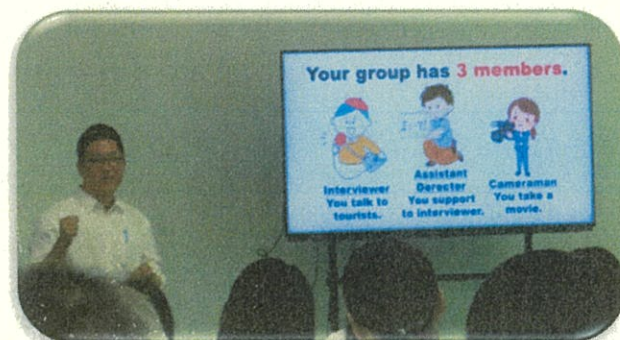 Your group has 3 members.
Interviewer
You talk to
tourists.
Assistant
Derecter
You support
to interviewer.
Cameraman
You take a
movie.